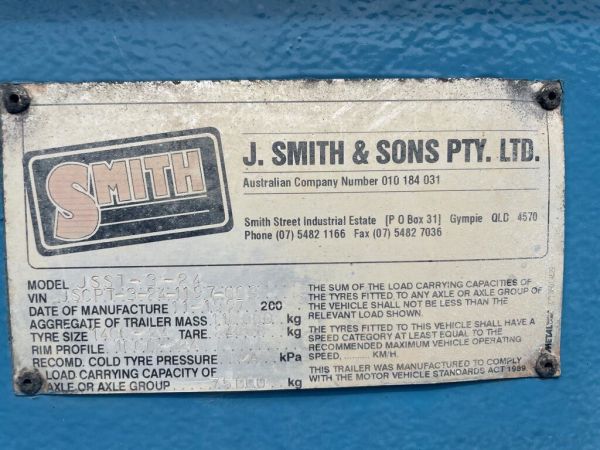 SMITH
J. SMITH & SONS PTY. LTD.
Australian Company Number 010 184 031
Smith Street Industrial Estate [P O Box 31] Gympie QLD 4570
Phone (07) 5482 1166 Fax (07) 5482 7036
MODEL
VIN
DATE OF MANUFACTURE 200
AGGREGATE OF TRAILER MASS kg
TYRE SIZE TARE kg
RIM PROFILE
RECOMD. COLD TYRE PRESSURE kPa
LOAD CARRYING CAPACITY OF
AXLE OR AXLE GROUP kg
THE SUM OF THE LOAD CARRYING CAPACITIES OF
THE TYRES FITTED TO ANY AXLE OR AXLE GROUP OF
THE VEHICLE SHALL NOT BE LESS THAN THE
RELEVANT LOAD SHOWN.
THE TYRES FITTED TO THIS VEHICLE SHALL HAVE A
SPEED CATEGORY AT LEAST EQUAL TO THE
RECOMMENDED MAXIMUM VEHICLE OPERATING
SPEED, ....... KM/H.
THIS TRAILER WAS MANUFACTURED TO COMPLY
WITH THE MOTOR VEHICLE STANDARDS ACT 1989